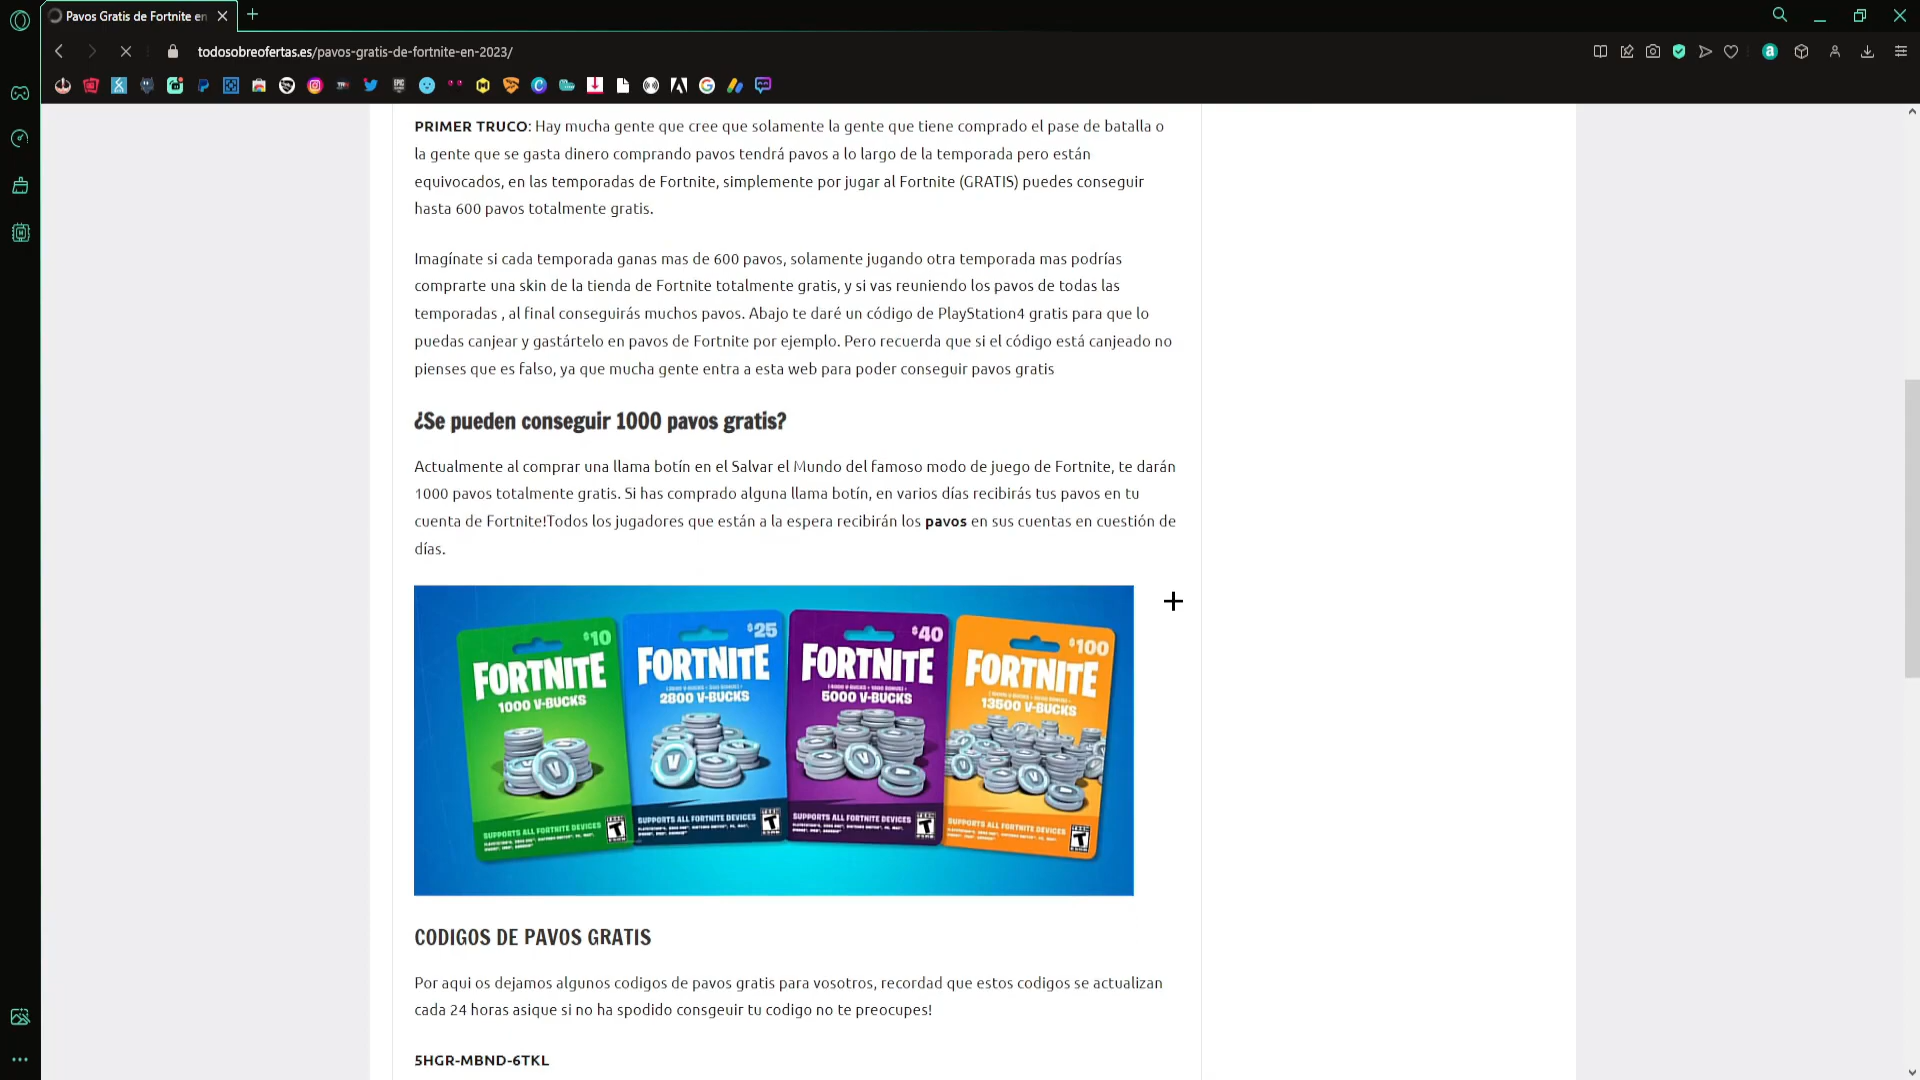 Pavos Gratis de Fortnite en
todosobreofertas.es/pavos-gratis-de-fortnite-en-2023/
PRIMER TRUCO: Hay mucha gente que cree que solamente la gente que tiene comprado el pase de batalla o
la gente que se gasta dinero comprando pavos tendrá pavos a lo largo de la temporada pero están
equivocados, en las temporadas de Fortnite, simplemente por jugar al Fortnite (GRATIS) puedes conseguir
hasta 600 pavos totalmente gratis.
Imagínate si cada temporada ganas mas de 600 pavos, solamente jugando otra temporada mas podrías
comprarte una skin de la tienda de Fortnite totalmente gratis, y si vas reuniendo los pavos de todas las
temporadas , al final conseguirás muchos pavos. Abajo te daré un código de PlayStation4 gratis para que lo
puedas canjear y gastártelo en pavos de Fortnite por ejemplo. Pero recuerda que si el código está canjeado no
pienses que es falso, ya que mucha gente entra a esta web para poder conseguir pavos gratis
¿Se pueden conseguir 1000 pavos gratis?
Actualmente al comprar una llama botín en el Salvar el Mundo del famoso modo de juego de Fortnite, te darán
1000 pavos totalmente gratis. Si has comprado alguna llama botín, en varios días recibirás tus pavos en tu
cuenta de Fortnite!Todos los jugadores que están a la espera recibirán los pavos en sus cuentas en cuestión de
días.
$10
FORTNITE
1000 V-BUCKS
SUPPORTS ALL FORTNITE DEVICES
T
$25
FORTNITE
2800 V-BUCKS
SUPPORTS ALL FORTNITE DEVICES
T
$40
FORTNITE
5000 V-BUCKS
SUPPORTS ALL FORTNITE DEVICES
T
$100
FORTNITE
13500 V-BUCKS
SUPPORTS ALL FORTNITE DEVICES
T
CODIGOS DE PAVOS GRATIS
Por aqui os dejamos algunos codigos de pavos gratis para vosotros, recordad que estos codigos se actualizan
cada 24 horas asique si no ha spodido consgeuir tu codigo no te preocupes!
5HGR-MBND-6TKL